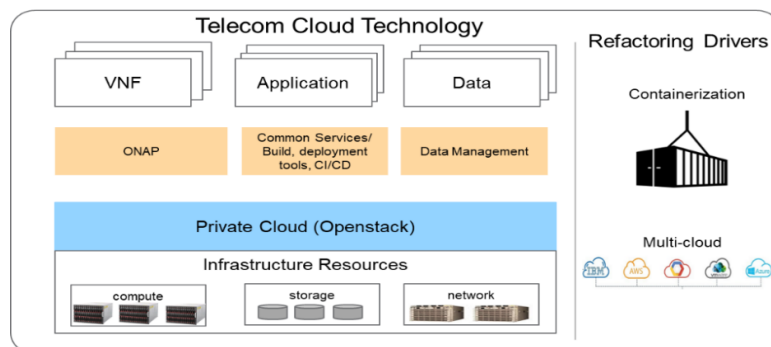 Telecom Cloud Technology
VNF
Application
Data
ONAP
Common Services/
Build, deployment
tools, CI/CD
Data Management
Private Cloud (Openstack)
Infrastructure Resources
compute
storage
network
Refactoring Drivers
Containerization
Multi-cloud
IBM
AWS
Azure